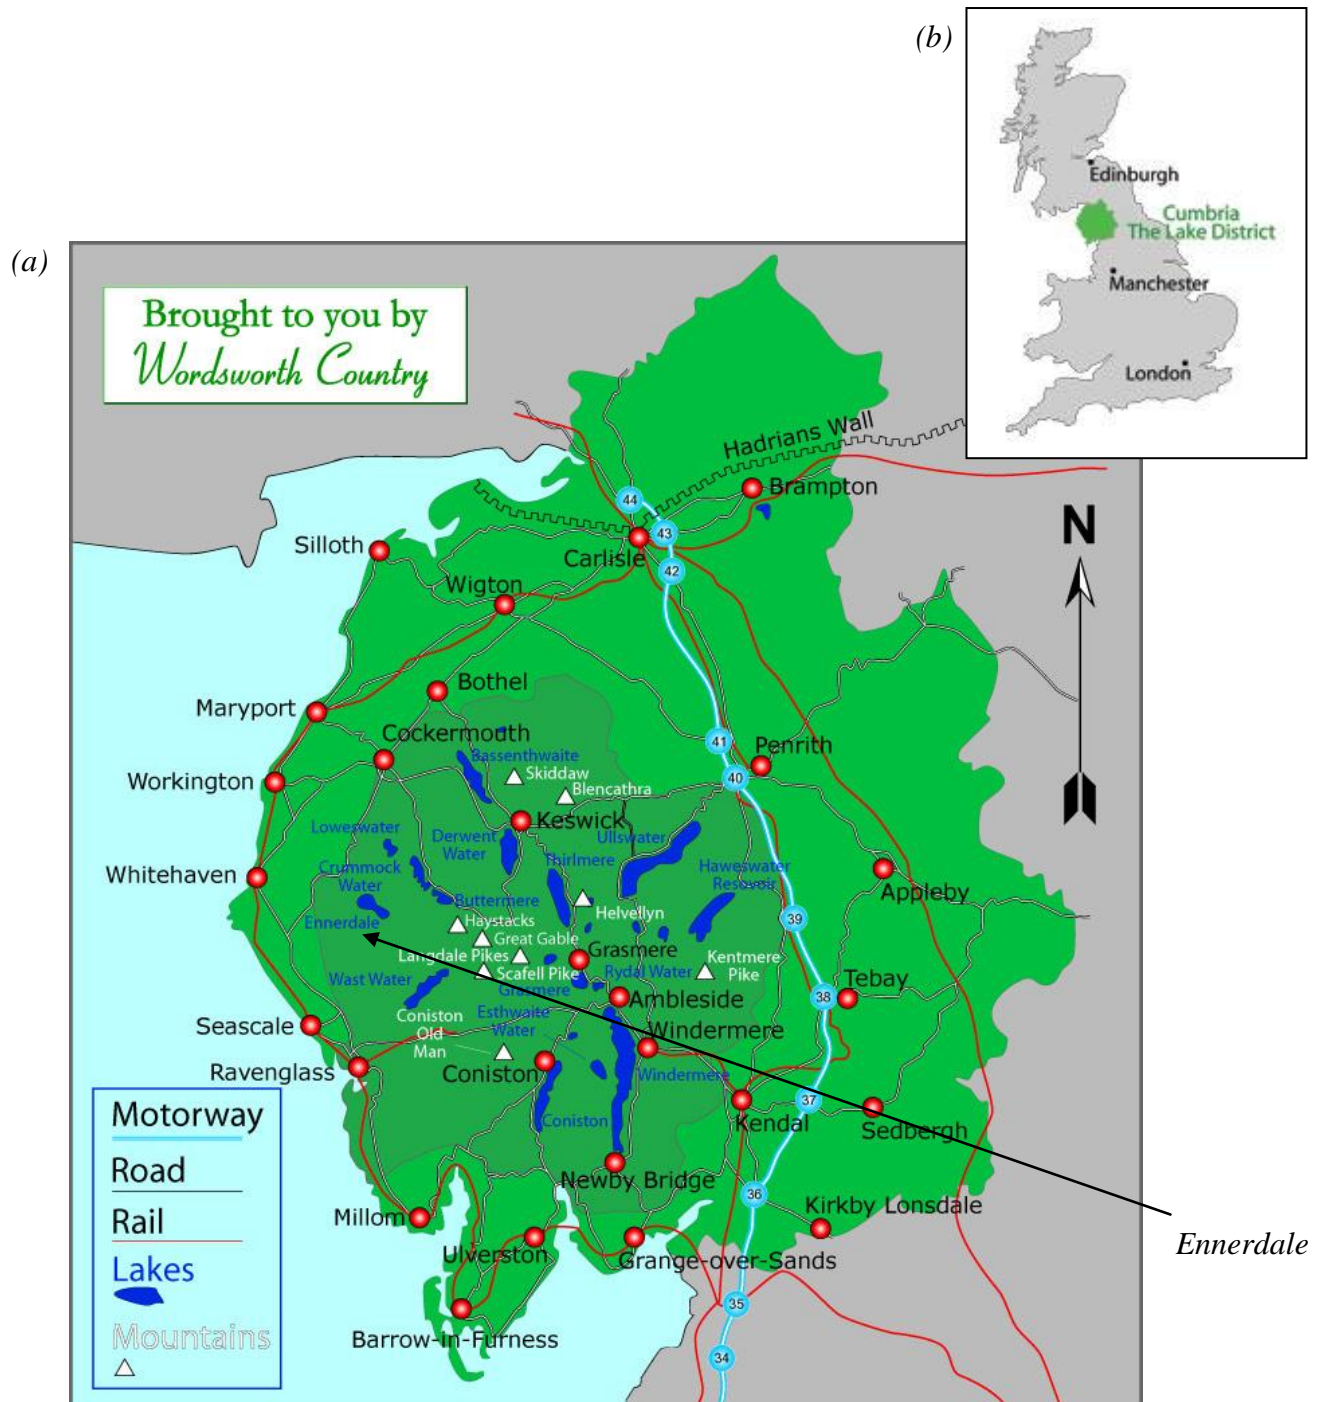 (b)
Edinburgh
Cumbria
The Lake District
Manchester
London
(a)
Brought to you by
Wordsworth Country
Hadrians Wall
Brampton
44
43
Carlisle
42
N
Silloth
Wigton
Bothel
Maryport
Cockermouth
41
Penrith
Bassenthwaite
Skiddaw
40
Workington
Blencathra
Keswick
Loweswater
Derwent
Water
Ullswater
Thirlmere
Haweswater
Resovoir
Whitehaven
Crummock
Water
Appleby
Buttermere
Ennerdale
Haystacks
Helvellyn
39
Great Gable
Langdale Pikes
Grasmere
Kentmere
Pike
Scafell Pike
Rydal Water
Wast Water
Grasmere
Tebay
38
Ambleside
Coniston
Old
Man
Esthwaite
Water
Seascale
Windermere
Ravenglass
Coniston
Windermere
37
Motorway
Coniston
Kendal
Sedbergh
Road
Newby Bridge
36
Rail
Millom
Kirkby Lonsdale
Ennerdale
Ulverston
Grange-over-Sands
Lakes
35
Mountains
Barrow-in-Furness
34